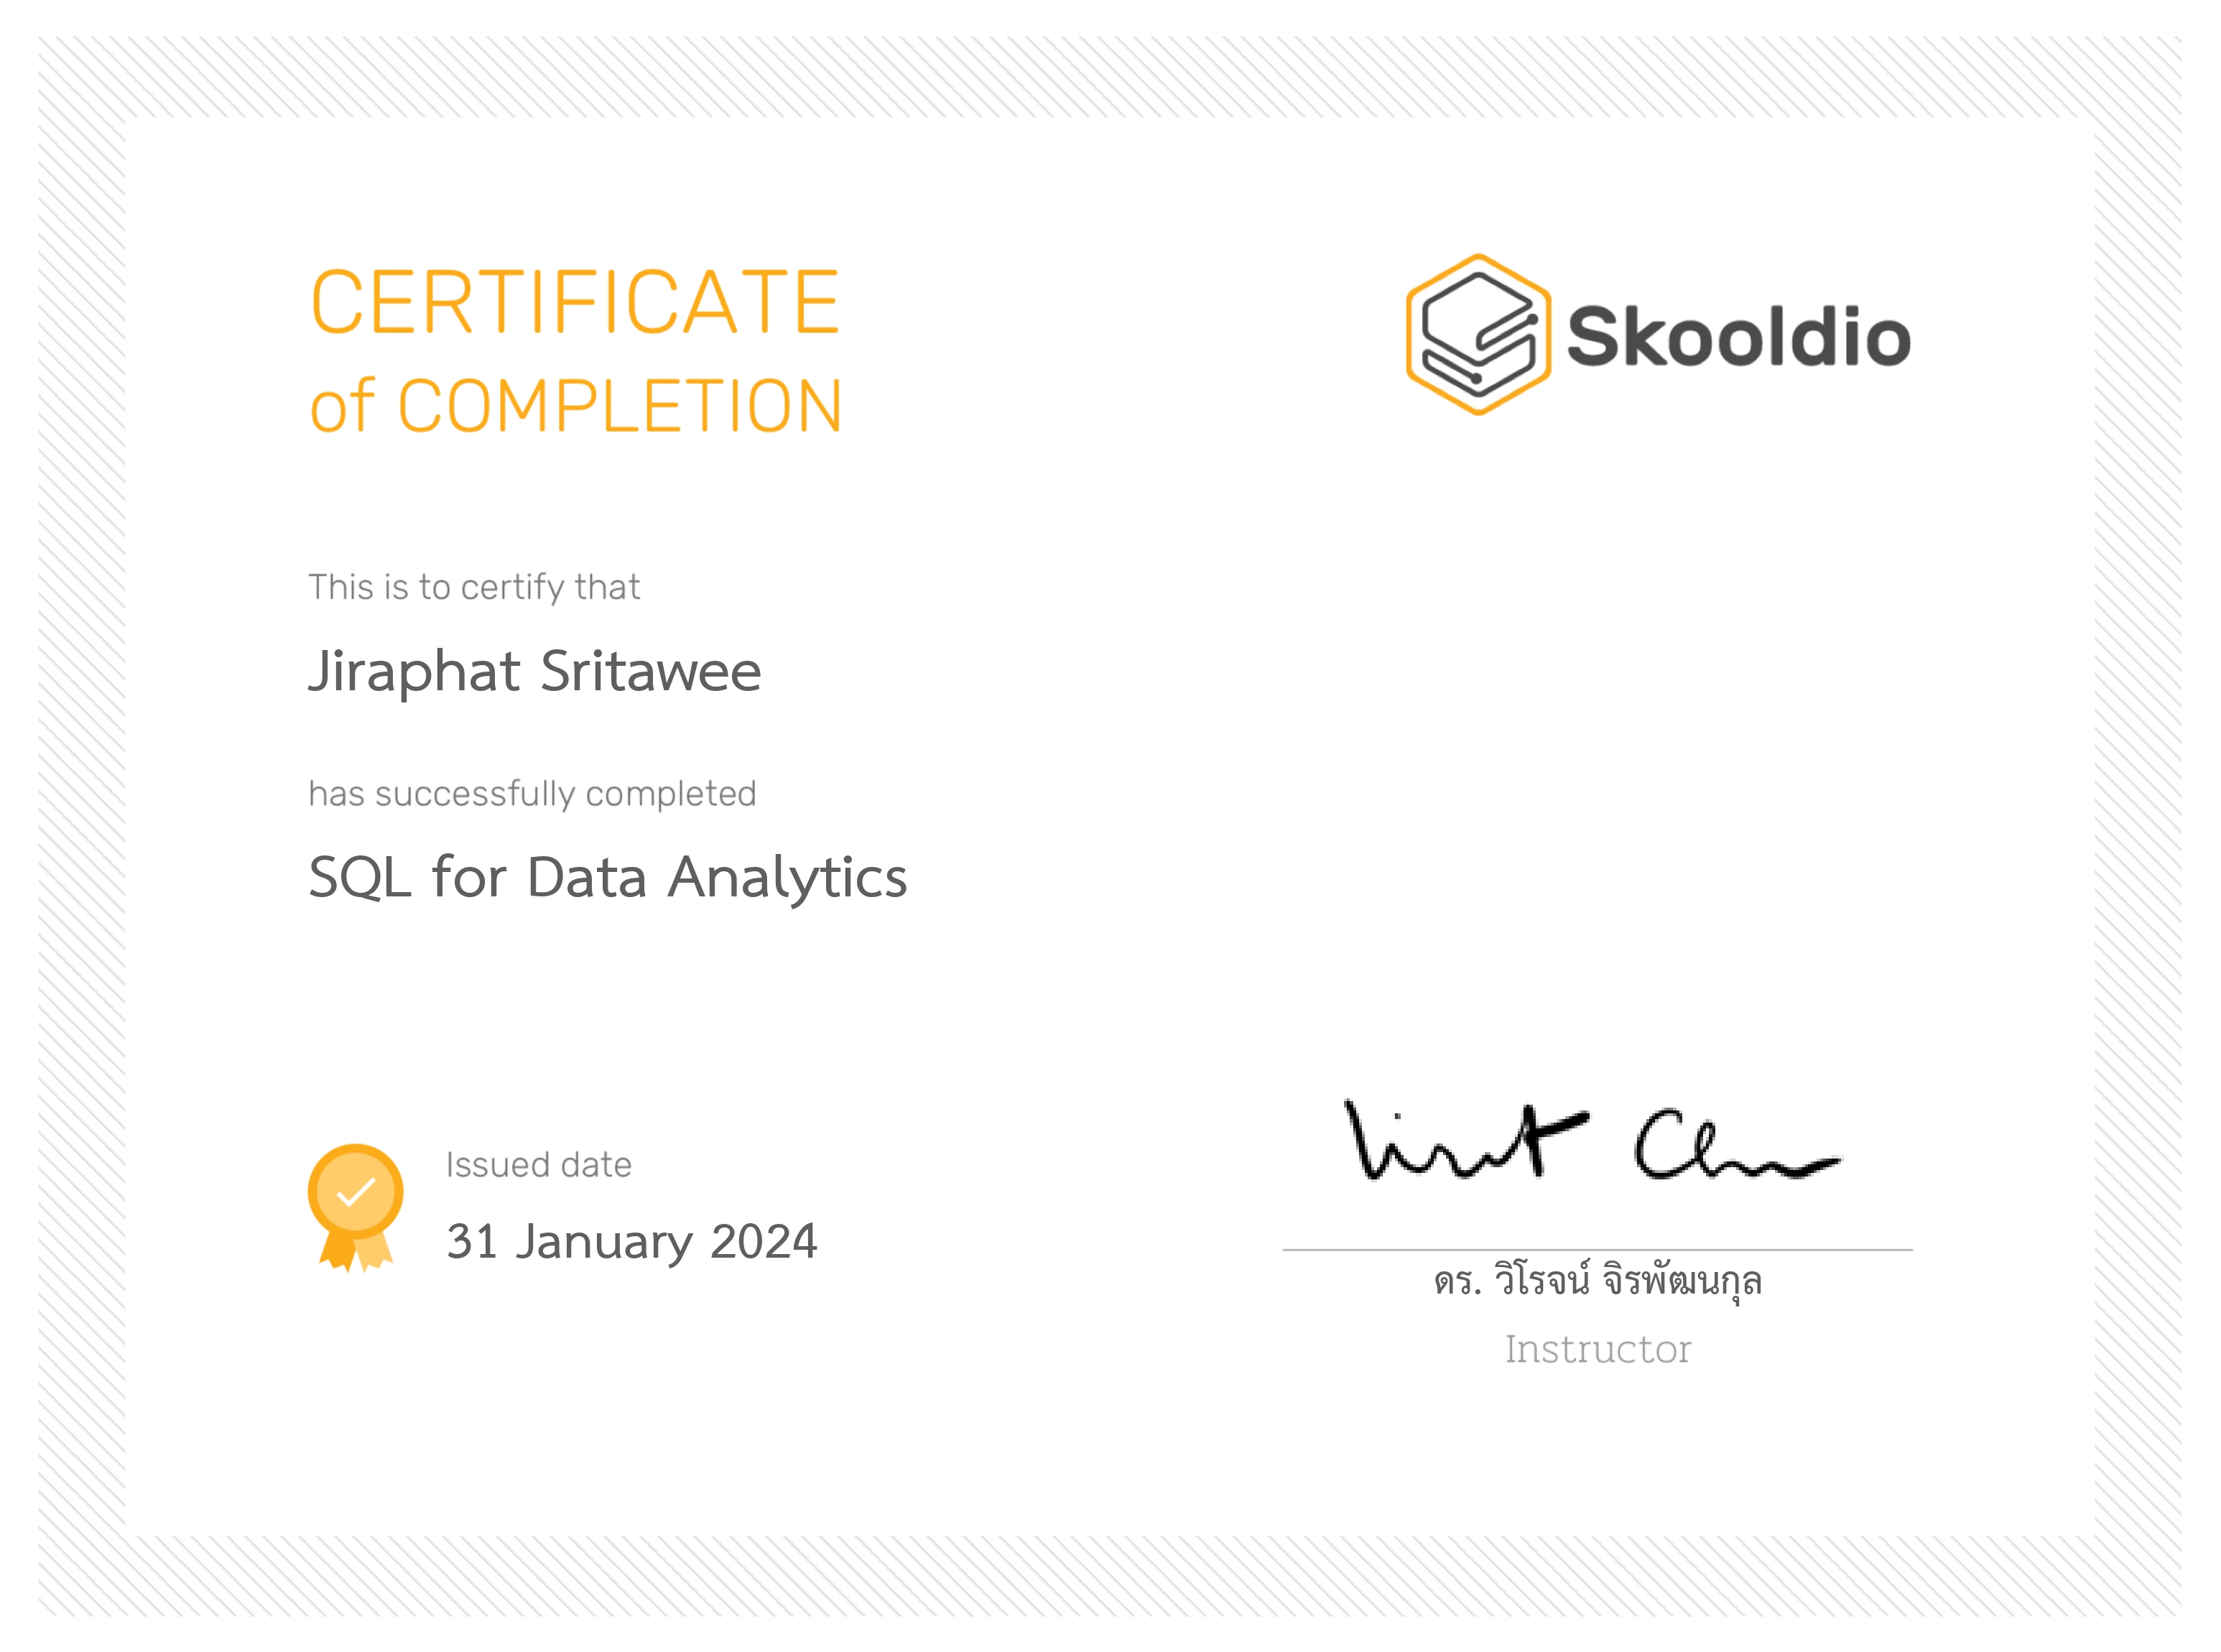 CERTIFICATE
of COMPLETION
Skooldio
This is to certify that
Jiraphat Sritawee
has successfully completed
SQL for Data Analytics
Issued date
31 January 2024
ดร. วิโรจน์ จิรพัฒนกุล
Instructor